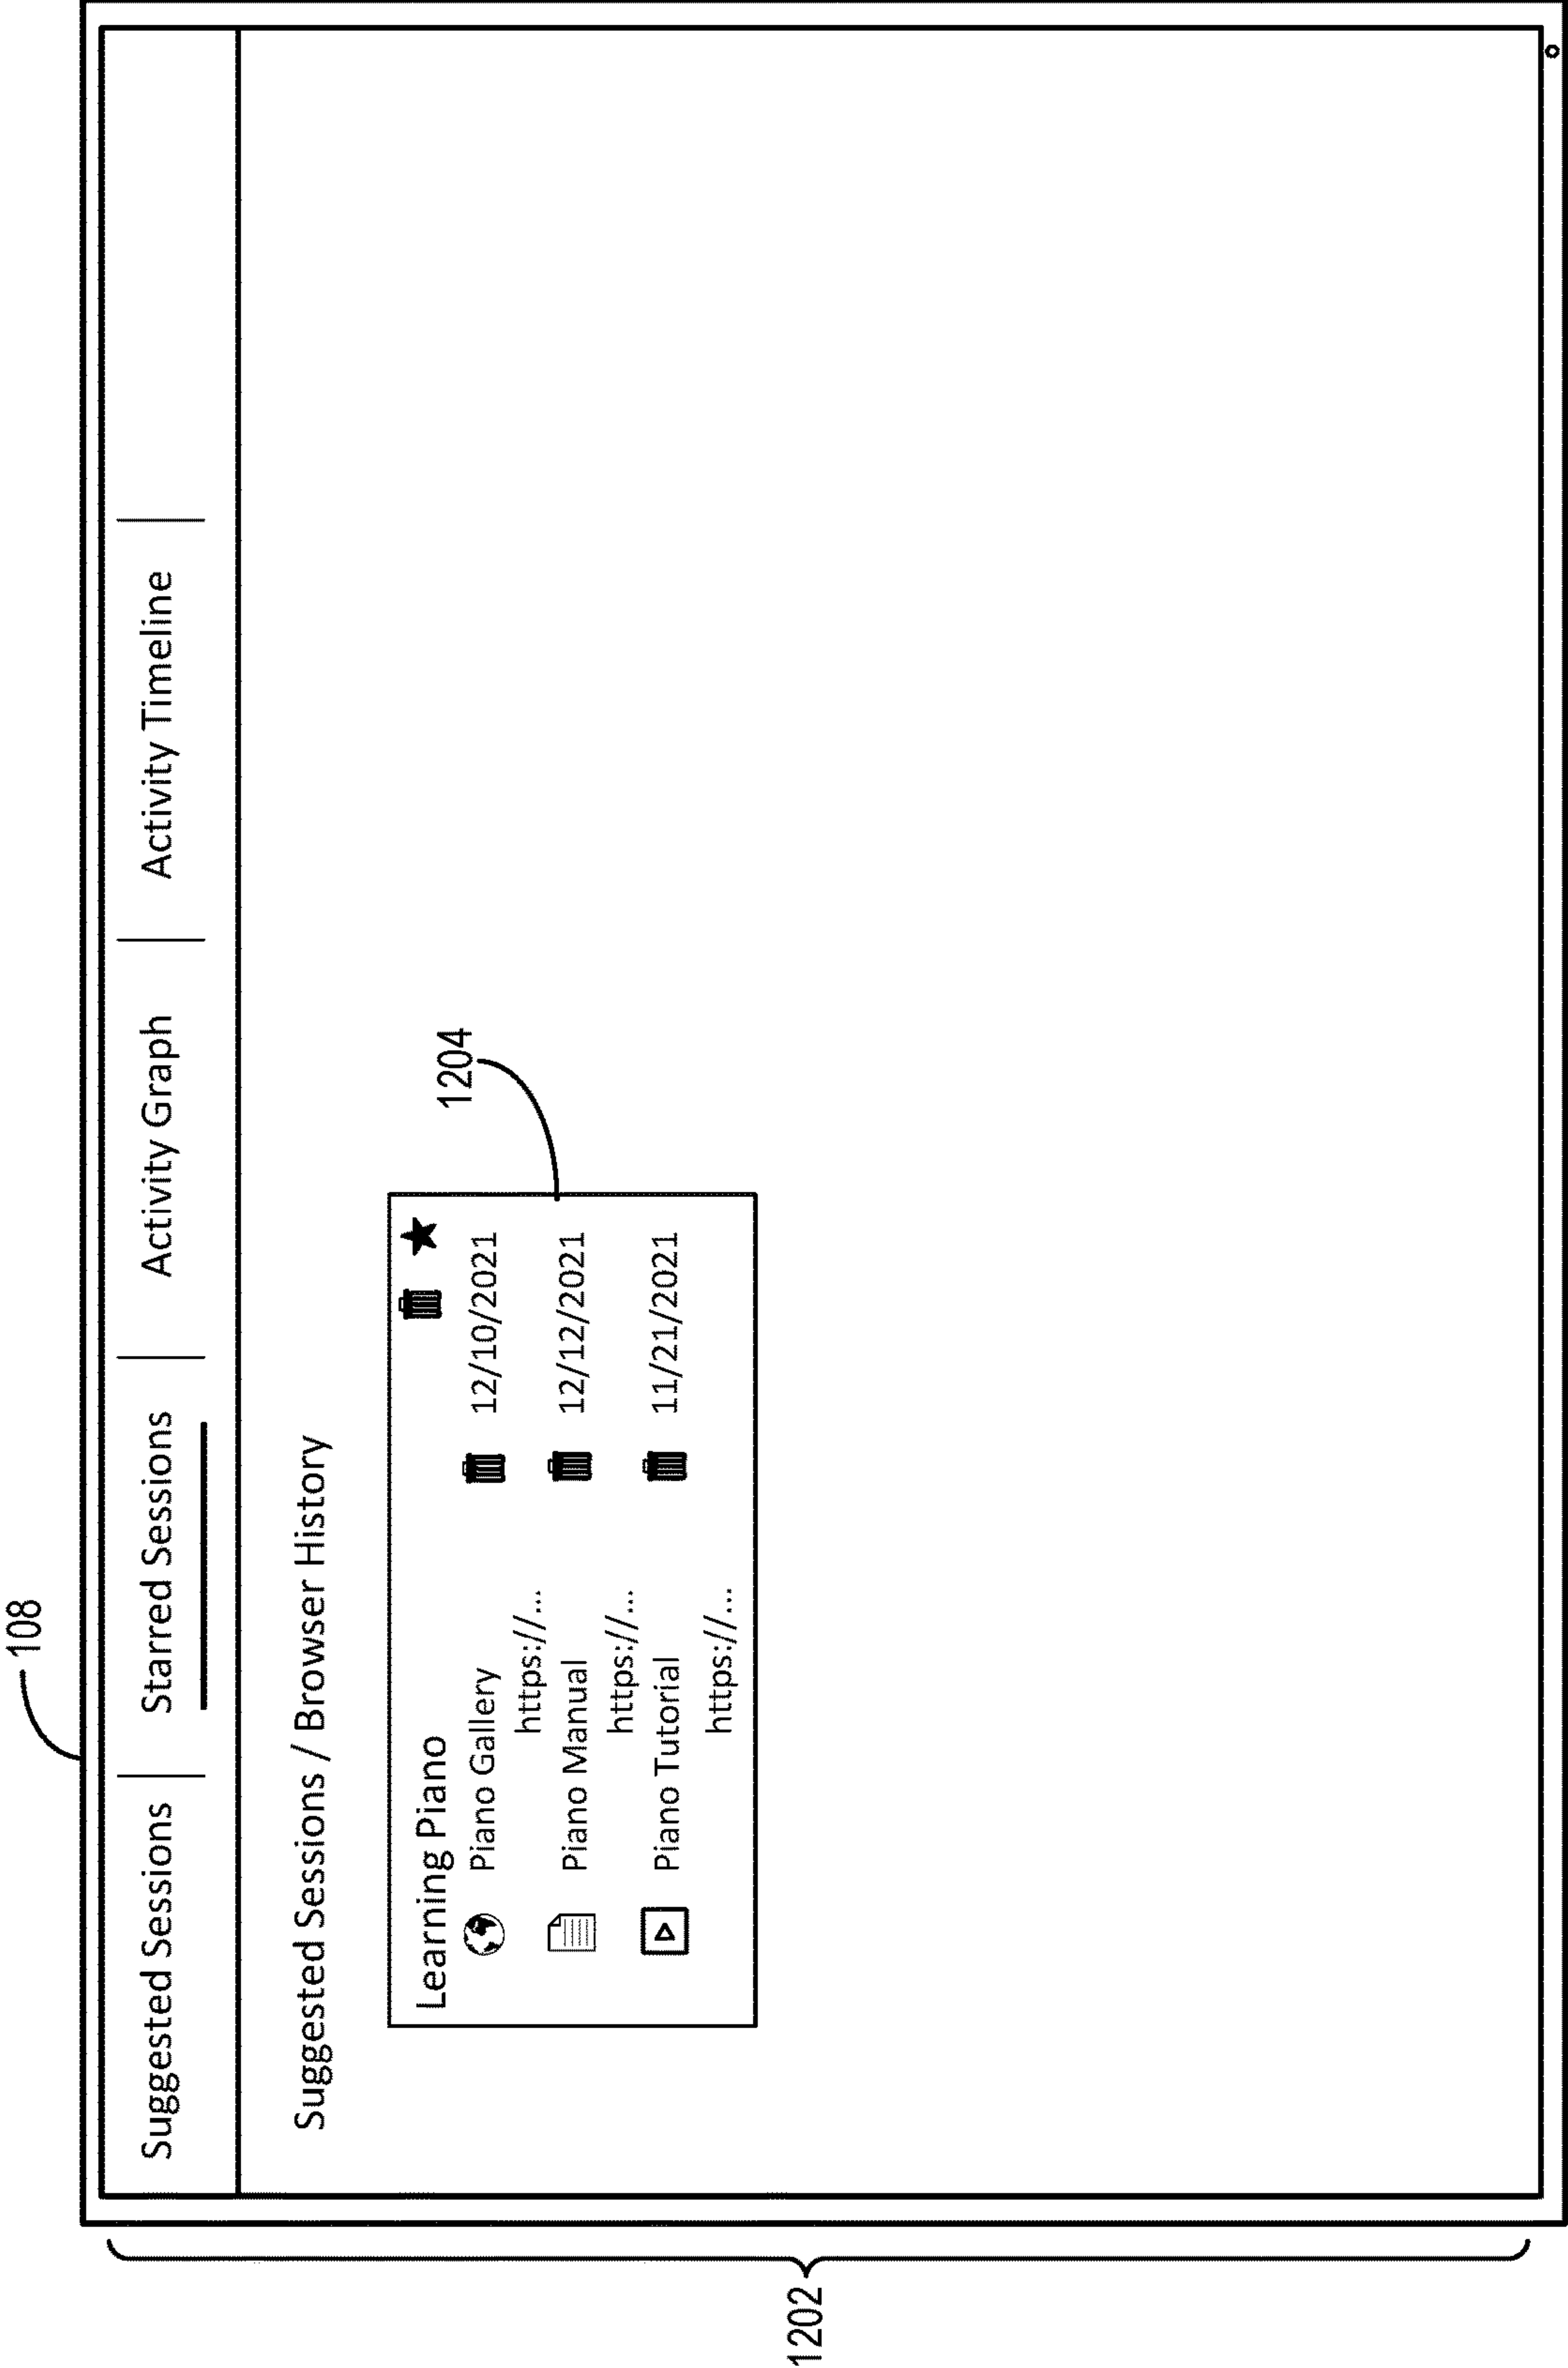 108
Suggested Sessions
Starred Sessions
Activity Graph
Activity Timeline
Suggested Sessions / Browser History
1204
Learning Piano
Piano Gallery 12/10/2021
https://...
Piano Manual 12/12/2021
https://...
Piano Tutorial 11/21/2021
https://...
1202